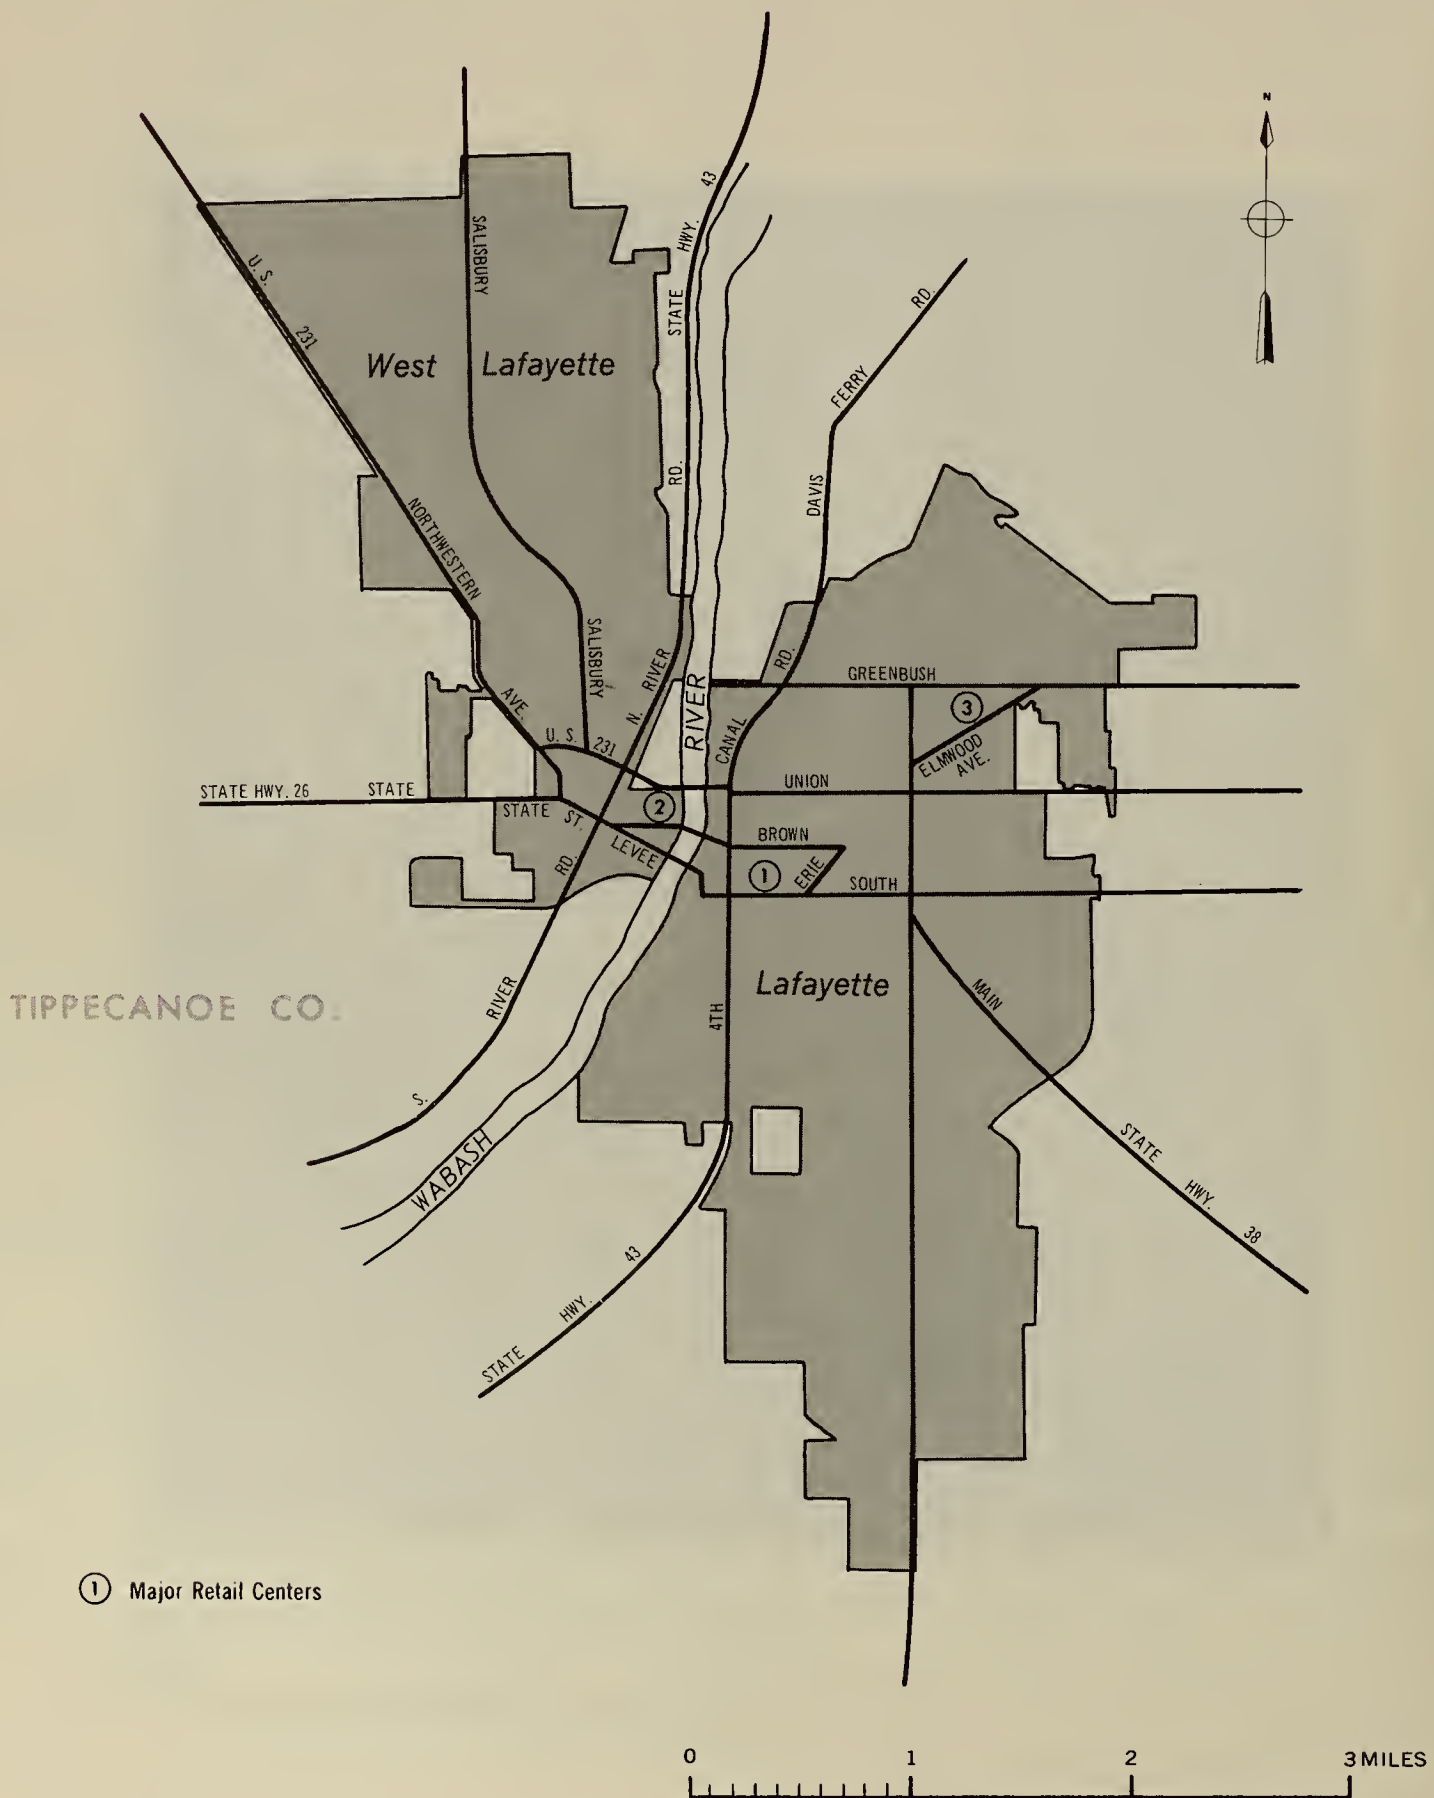 N
43
HWY.
STATE
RD.
SALISBURY
U. S.
231
West Lafayette
RD.
FERRY
DAVIS
RD.
NORTHWESTERN
AVE.
SALISBURY
N. RIVER
RIVER
CANAL
GREENBUSH
3
ELMWOOD
AVE.
U. S. 231
STATE HWY. 26 STATE
STATE ST.
2
UNION
LEVEE
BROWN
1
ERIE
SOUTH
RD.
RIVER
S.
Lafayette
4TH
MAIN
TIPPECANOE CO.
WABASH
STATE
HWY.
38
43
HWY.
STATE
1 Major Retail Centers
0 1 2 3 MILES